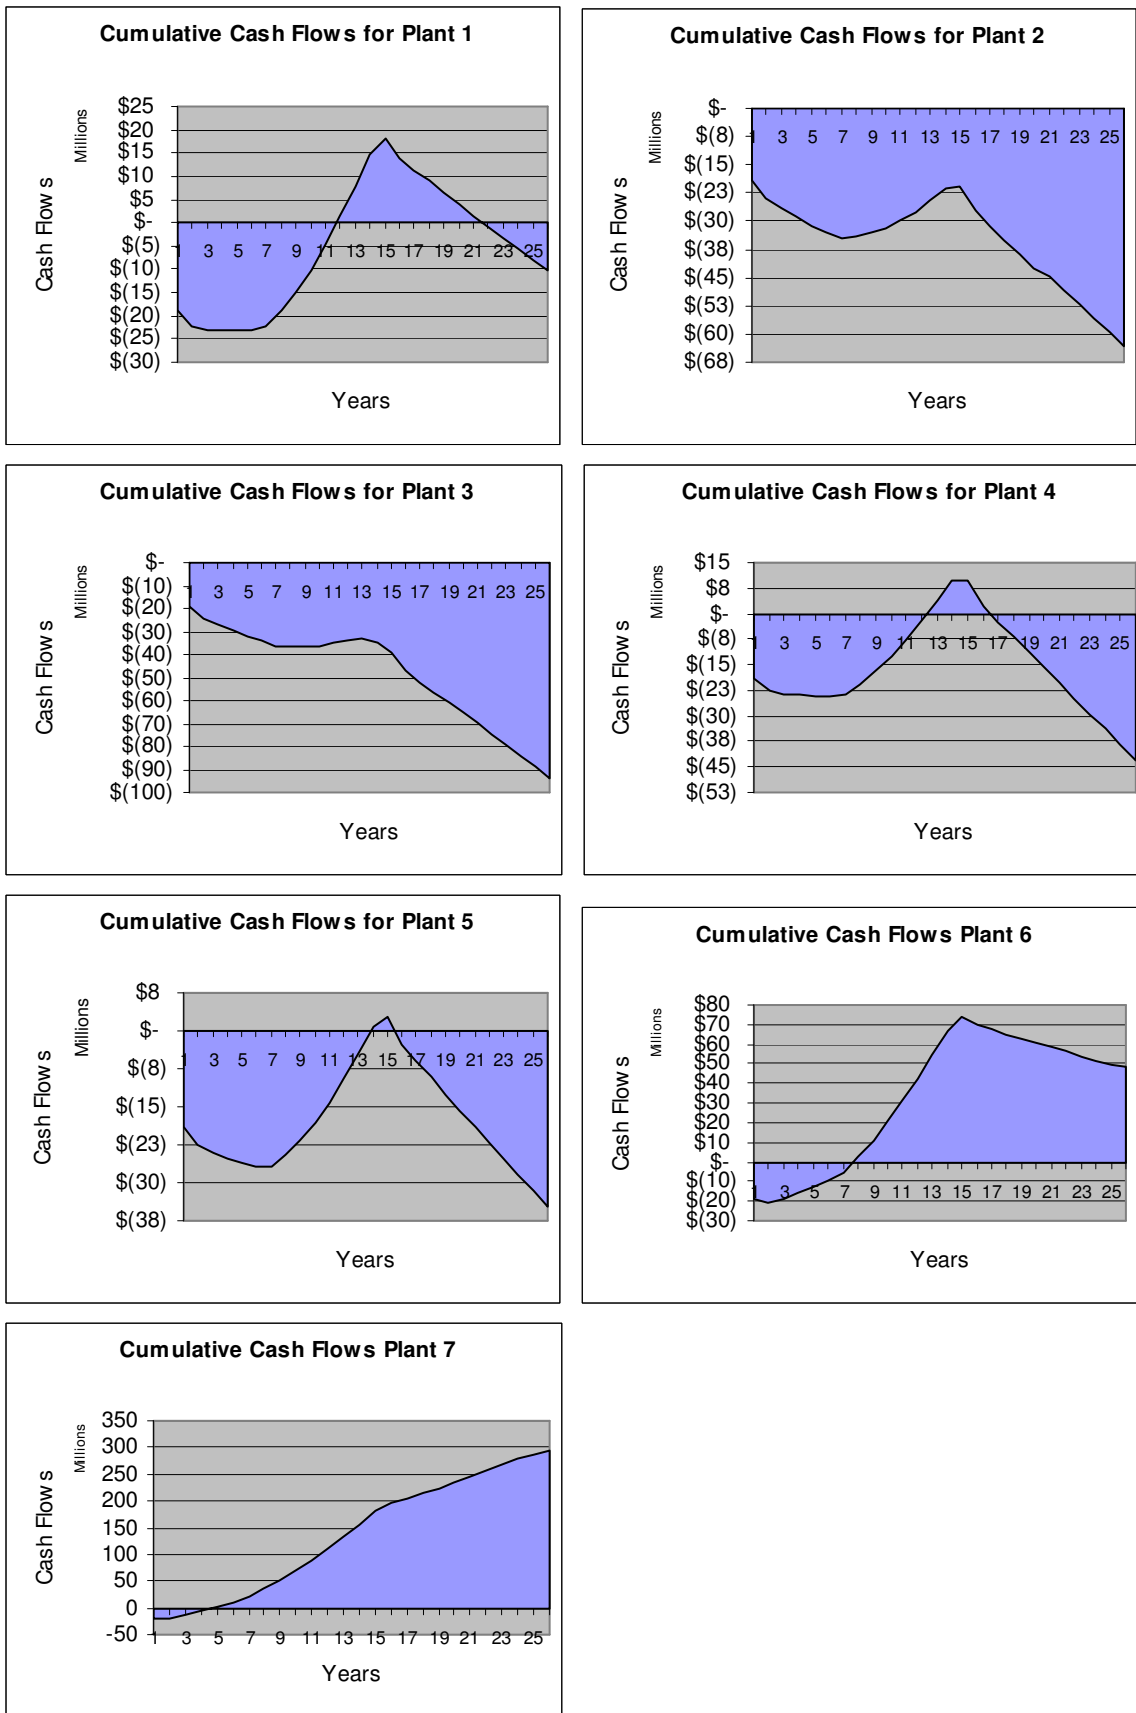 Cumulative Cash Flows for Plant 1
Millions
Cash Flows
$25
$20
$15
$10
$5
$-
$(5)
$(10)
$(15)
$(20)
$(25)
$(30)
1 3 5 7 9 11 13 15 17 19 21 23 25
Years
Cumulative Cash Flows for Plant 2
Millions
Cash Flows
$-
$(8)
$(15)
$(23)
$(30)
$(38)
$(45)
$(53)
$(60)
$(68)
1 3 5 7 9 11 13 15 17 19 21 23 25
Years
Cumulative Cash Flows for Plant 3
Millions
Cash Flows
$-
$(10)
$(20)
$(30)
$(40)
$(50)
$(60)
$(70)
$(80)
$(90)
$(100)
1 3 5 7 9 11 13 15 17 19 21 23 25
Years
Cumulative Cash Flows for Plant 4
Millions
Cash Flows
$15
$8
$-
$(8)
$(15)
$(23)
$(30)
$(38)
$(45)
$(53)
1 3 5 7 9 11 13 15 17 19 21 23 25
Years
Cumulative Cash Flows for Plant 5
Millions
Cash Flows
$8
$-
$(8)
$(15)
$(23)
$(30)
$(38)
1 3 5 7 9 11 13 15 17 19 21 23 25
Years
Cumulative Cash Flows Plant 6
Millions
Cash Flows
$80
$70
$60
$50
$40
$30
$20
$10
$-
$(10)
$(20)
$(30)
1 3 5 7 9 11 13 15 17 19 21 23 25
Years
Cumulative Cash Flows Plant 7
Millions
Cash Flows
350
300
250
200
150
100
50
0
-50
1 3 5 7 9 11 13 15 17 19 21 23 25
Years